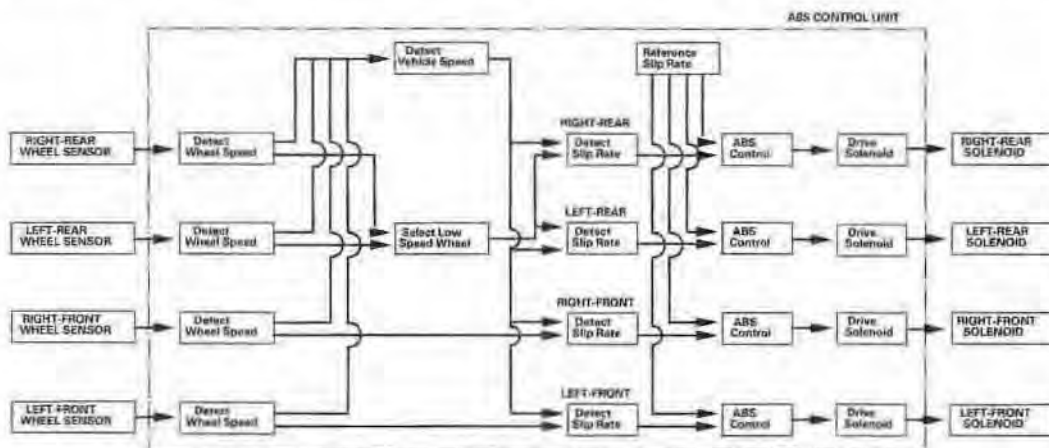 ABS CONTROL UNIT
Detect
Vehicle Speed
Reference
Slip Rate
RIGHT-REAR
RIGHT-REAR
WHEEL SENSOR
Detect
Wheel Speed
Detect
Slip Rate
ABS
Control
Drive
Solenoid
RIGHT-REAR
SOLENOID
LEFT-REAR
LEFT-REAR
WHEEL SENSOR
Detect
Wheel Speed
Select Low
Speed Wheel
Detect
Slip Rate
ABS
Control
Drive
Solenoid
LEFT-REAR
SOLENOID
RIGHT-FRONT
RIGHT-FRONT
WHEEL SENSOR
Detect
Wheel Speed
Detect
Slip Rate
ABS
Control
Drive
Solenoid
RIGHT-FRONT
SOLENOID
LEFT-FRONT
LEFT-FRONT
WHEEL SENSOR
Detect
Wheel Speed
Detect
Slip Rate
ABS
Control
Drive
Solenoid
LEFT-FRONT
SOLENOID